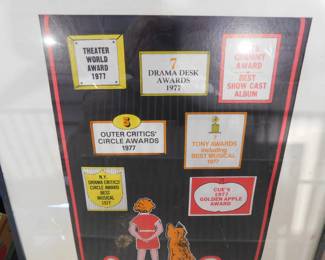 THEATER
WORLD
AWARD
1977
7
DRAMA DESK
AWARDS
1977
GRAMMY
AWARD
BEST
SHOW CAST
ALBUM
3
OUTER CRITICS'
CIRCLE AWARDS
1977
7
TONY AWARDS
including
BEST MUSICAL
1977
N.Y.
DRAMA CRITICS'
CIRCLE AWARD
BEST
MUSICAL
1977
CUE'S
1977
GOLDEN APPLE
AWARD